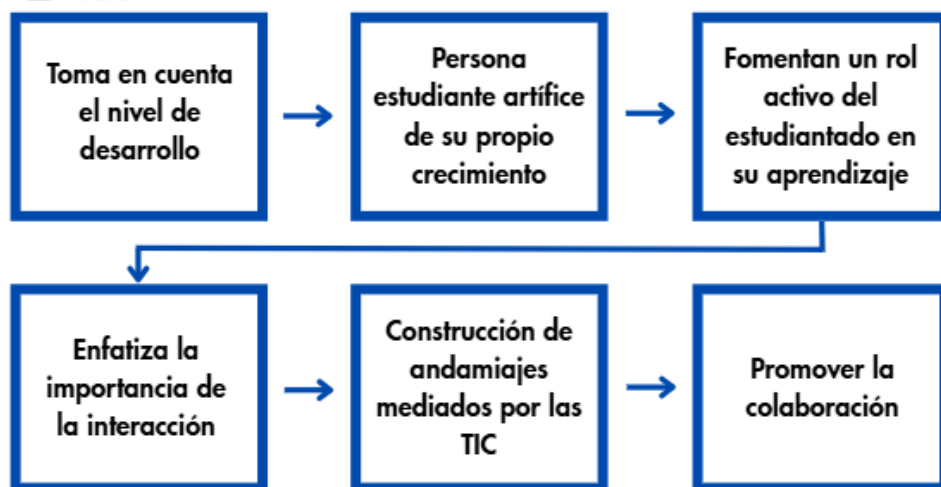 Toma en cuenta
el nivel de
desarrollo
Persona
estudiante artífice
de su propio
crecimiento
Fomentan un rol
activo del
estudiantado en
su aprendizaje
Enfatiza la
importancia de
la interacción
Construcción de
andamiajes
mediados por las
TIC
Promover la
colaboración